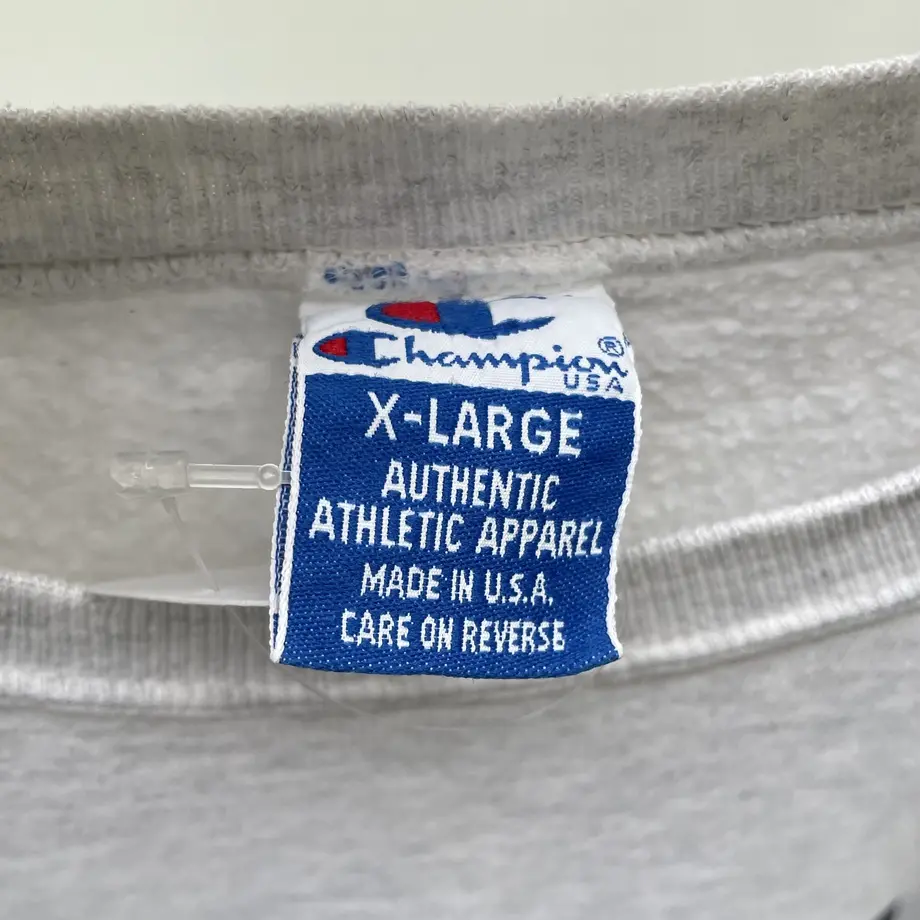 Champion®
USA
X-LARGE
AUTHENTIC
ATHLETIC APPAREL
MADE IN U.S.A.
CARE ON REVERSE